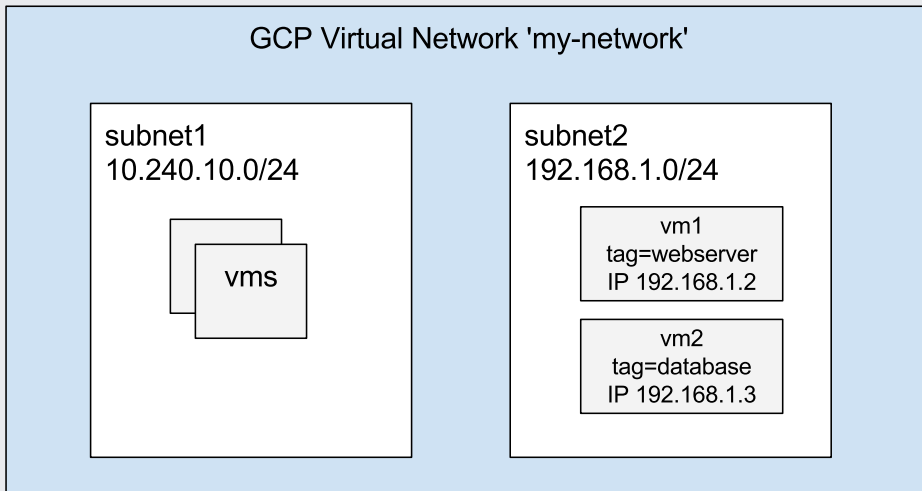 GCP Virtual Network 'my-network'
subnet1
10.240.10.0/24
vms
subnet2
192.168.1.0/24
vm1
tag=webserver
IP 192.168.1.2
vm2
tag=database
IP 192.168.1.3